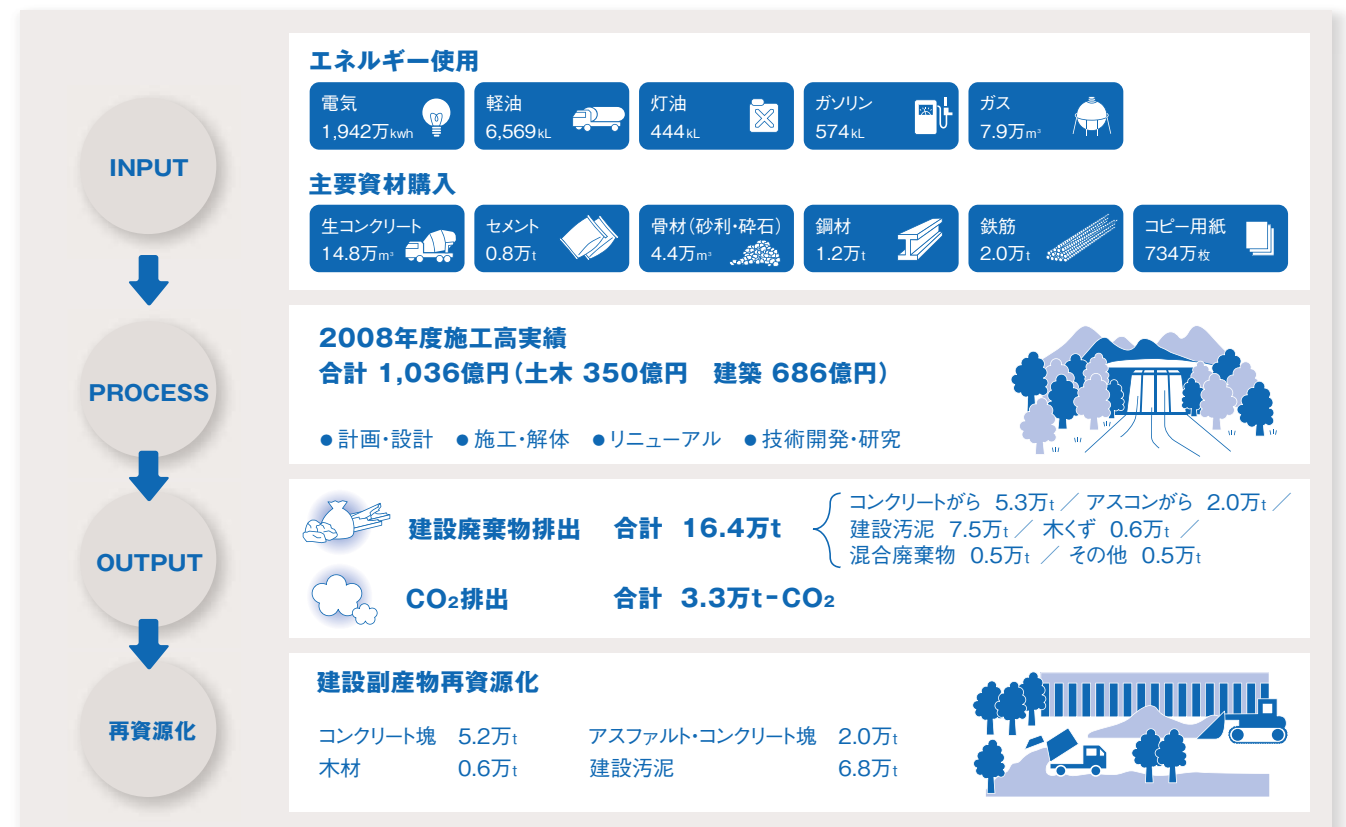 INPUT
エネルギー使用
電気
1,942万kwh
軽油
6,569kL
灯油
444kL
ガソリン
574kL
ガス
7.9万m³
主要資材購入
生コンクリート
14.8万m³
セメント
0.8万t
骨材(砂利・砕石)
4.4万m³
鋼材
1.2万t
鉄筋
2.0万t
コピー用紙
734万枚
PROCESS
2008年度施工高実績
合計 1,036億円(土木 350億円 建築 686億円)
●計画・設計 ●施工・解体 ●リニューアル ●技術開発・研究
OUTPUT
建設廃棄物排出 合計 16.4万t
コンクリートがら 5.3万t ／ アスコンがら 2.0万t ／
建設汚泥 7.5万t ／ 木くず 0.6万t ／
混合廃棄物 0.5万t ／ その他 0.5万t
CO₂排出 合計 3.3万t-CO₂
再資源化
建設副産物再資源化
コンクリート塊 5.2万t アスファルト・コンクリート塊 2.0万t
木材 0.6万t 建設汚泥 6.8万t